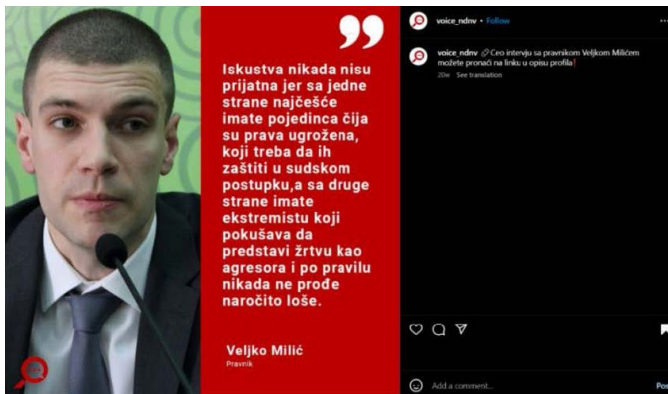 Iskustva nikada nisu
prijatna jer sa jedne
strane najčešće
imate pojedinca čija
su prava ugrožena,
koji treba da ih
zaštiti u sudskom
postupku,a sa druge
strane imate
ekstremistu koji
pokušava da
predstavi žrtvu kao
agresora i po pravilu
nikada ne prođe
naročito loše.
Veljko Milić
Pravnik
voice_ndnv • Follow
voice_ndnv 🔗Ceo intervju sa pravnikom Veljkom Milićem
možete pronaći na linku u opisu profila❗
20w See translation
Add a comment...